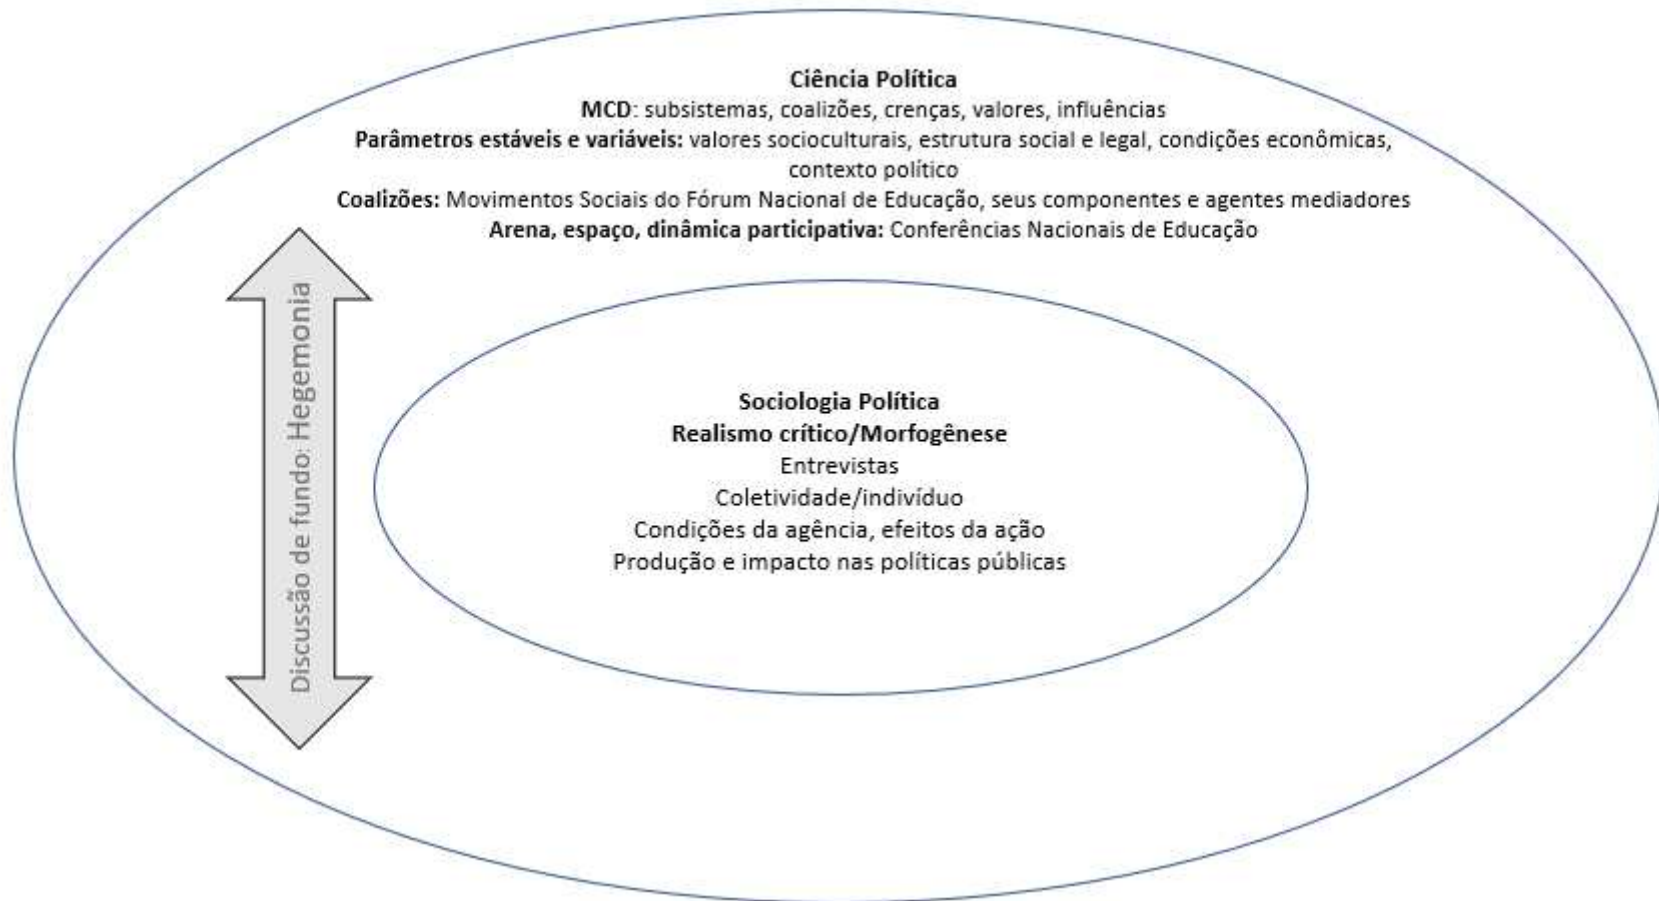 Ciência Política
MCD: subsistemas, coalizões, crenças, valores, influências
Parâmetros estáveis e variáveis: valores socioculturais, estrutura social e legal, condições econômicas,
contexto político
Coalizões: Movimentos Sociais do Fórum Nacional de Educação, seus componentes e agentes mediadores
Arena, espaço, dinâmica participativa: Conferências Nacionais de Educação
Discussão de fundo: Hegemonia
Sociologia Política
Realismo crítico/Morfogênese
Entrevistas
Coletividade/indivíduo
Condições da agência, efeitos da ação
Produção e impacto nas políticas públicas